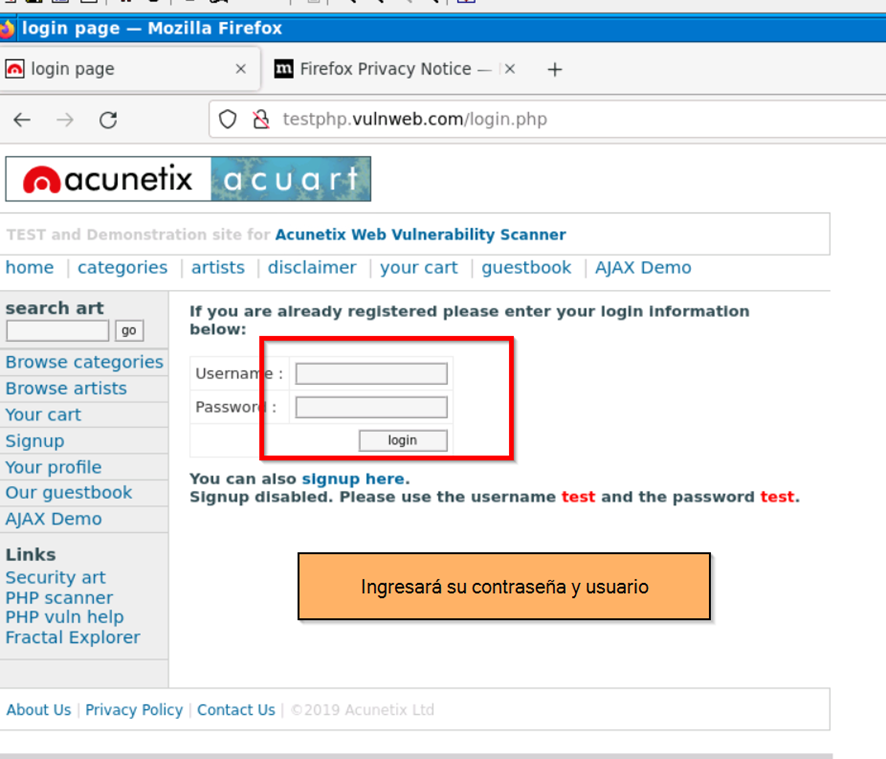 login page — Mozilla Firefox
login page
Firefox Privacy Notice —
testphp.vulnweb.com/login.php
acunetix acuart
TEST and Demonstration site for Acunetix Web Vulnerability Scanner
home | categories | artists | disclaimer | your cart | guestbook | AJAX Demo
search art
go
Browse categories
Browse artists
Your cart
Signup
Your profile
Our guestbook
AJAX Demo
Links
Security art
PHP scanner
PHP vuln help
Fractal Explorer
If you are already registered please enter your login information
below:
Username :
Password :
login
You can also signup here.
Signup disabled. Please use the username test and the password test.
Ingresará su contraseña y usuario
About Us | Privacy Policy | Contact Us | ©2019 Acunetix Ltd